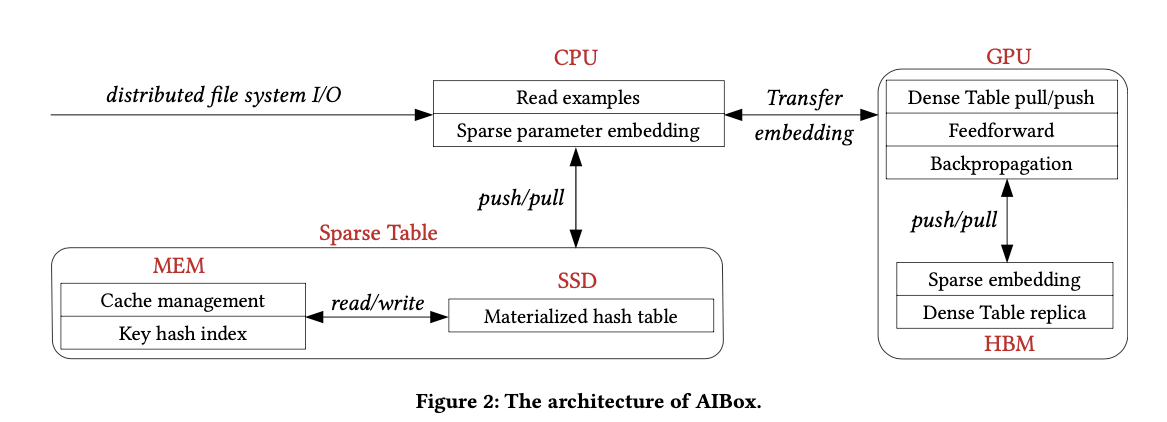 CPU
GPU
distributed file system I/O
Read examples
Sparse parameter embedding
Transfer
embedding
Dense Table pull/push
Feedforward
Backpropagation
push/pull
push/pull
Sparse Table
MEM
Cache management
Key hash index
read/write
SSD
Materialized hash table
Sparse embedding
Dense Table replica
HBM
Figure 2: The architecture of AIBox.